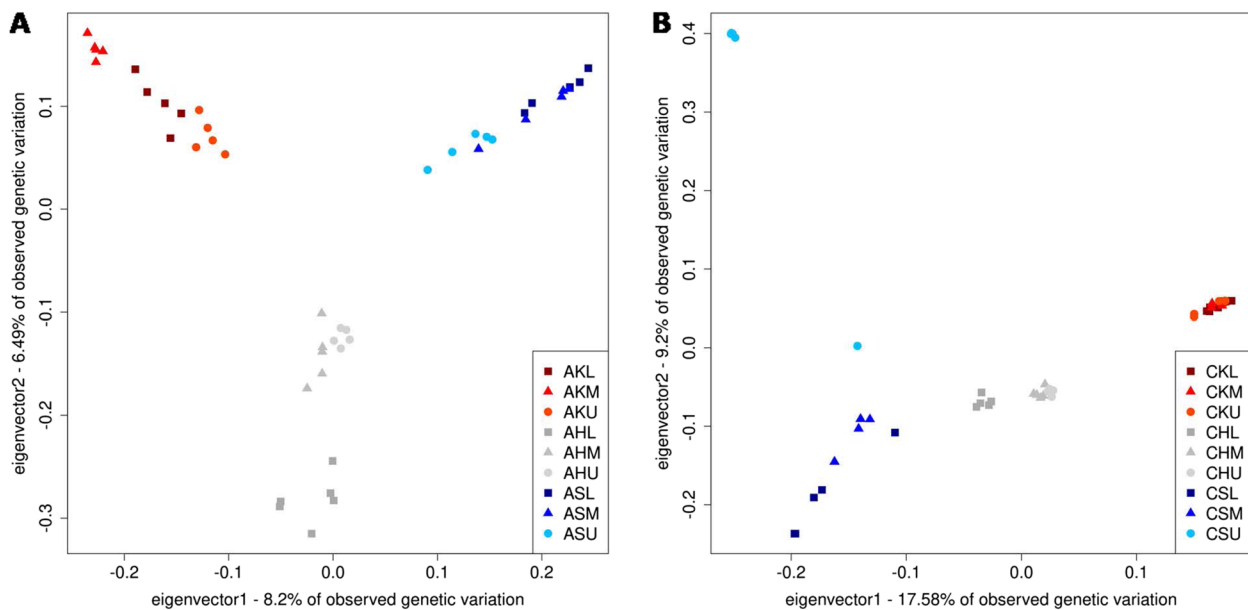 A
eigenvector2 - 6.49% of observed genetic variation
0.1
0.0
-0.1
-0.2
-0.3
-0.2
-0.1
0.0
0.1
0.2
eigenvector1 - 8.2% of observed genetic variation
AKL
AKM
AKU
AHL
AHM
AHU
ASL
ASM
ASU
B
eigenvector2 - 9.2% of observed genetic variation
0.4
0.3
0.2
0.1
0.0
-0.1
-0.2
-0.2
-0.1
0.0
0.1
eigenvector1 - 17.58% of observed genetic variation
CKL
CKM
CKU
CHL
CHM
CHU
CSL
CSM
CSU